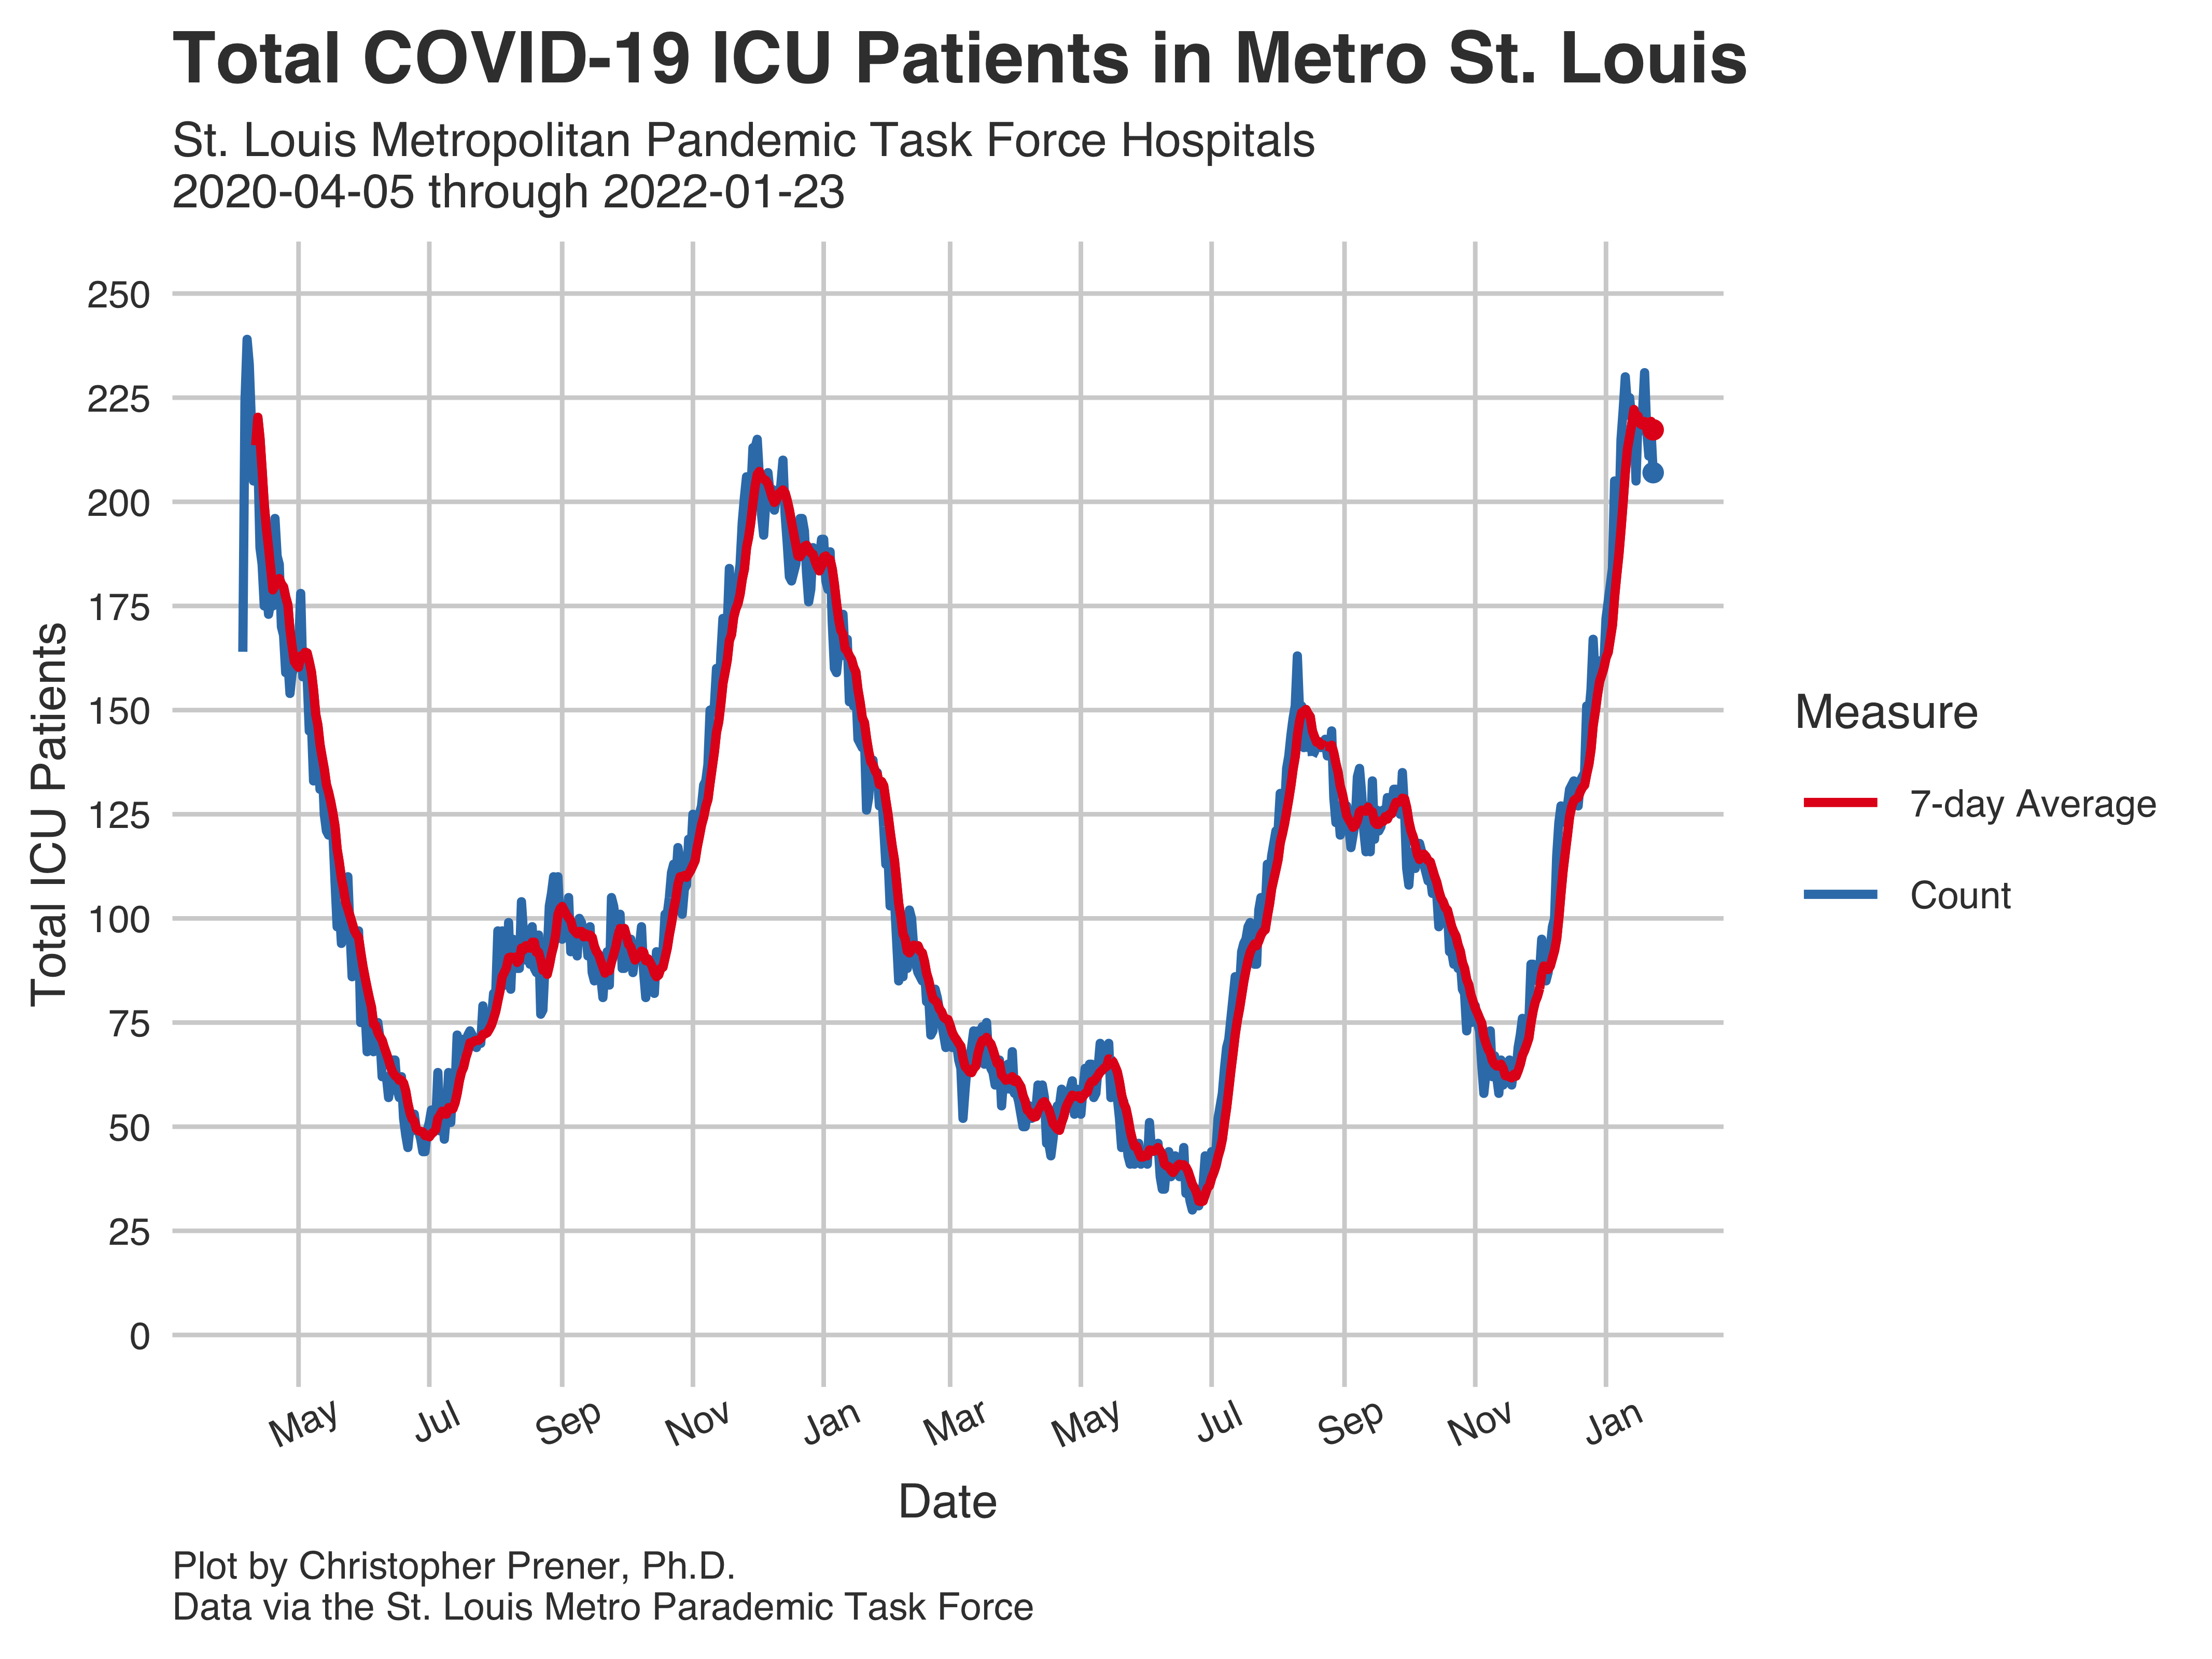 Total COVID-19 ICU Patients in Metro St. Louis
St. Louis Metropolitan Pandemic Task Force Hospitals
2020-04-05 through 2022-01-23
250
225
200
175
150
125
100
75
50
25
0
Total ICU Patients
May
Jul
Sep
Nov
Jan
Mar
May
Jul
Sep
Nov
Jan
Date
Measure
7-day Average
Count
Plot by Christopher Prener, Ph.D.
Data via the St. Louis Metro Parademic Task Force